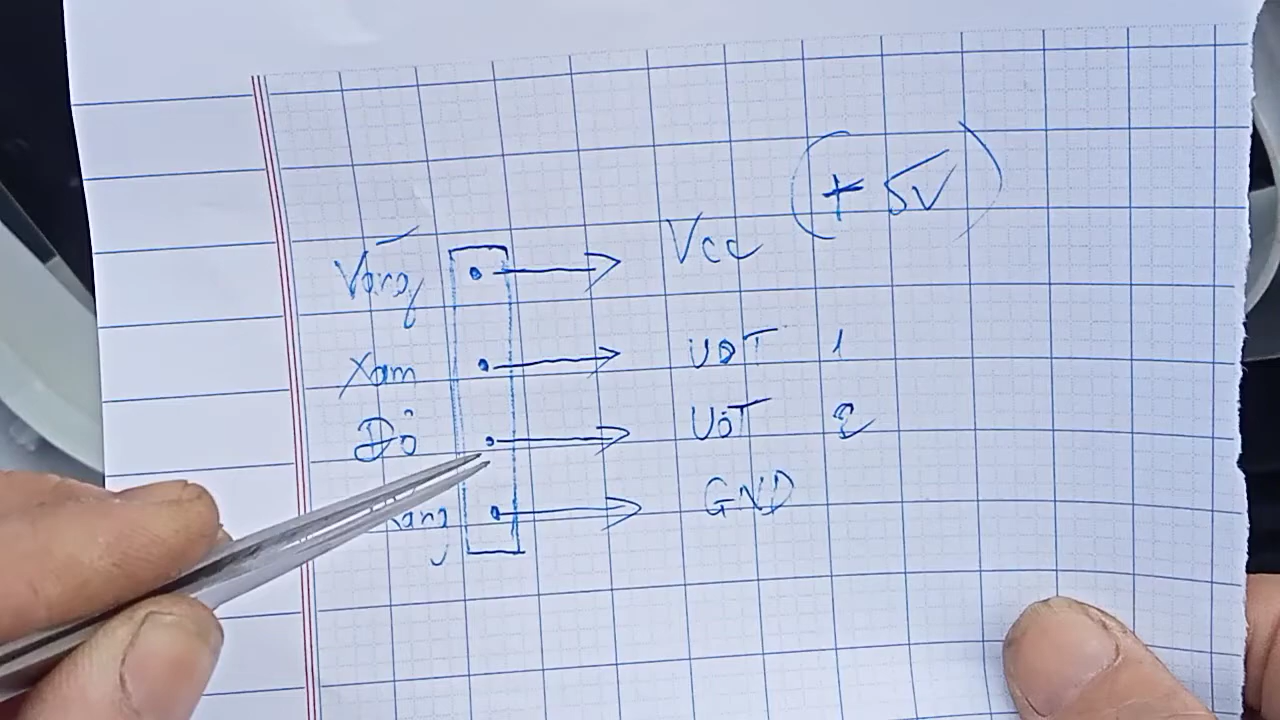 Vàng Vcc (+ 5V)
Xám UOT 1
Đỏ UOT 2
GND